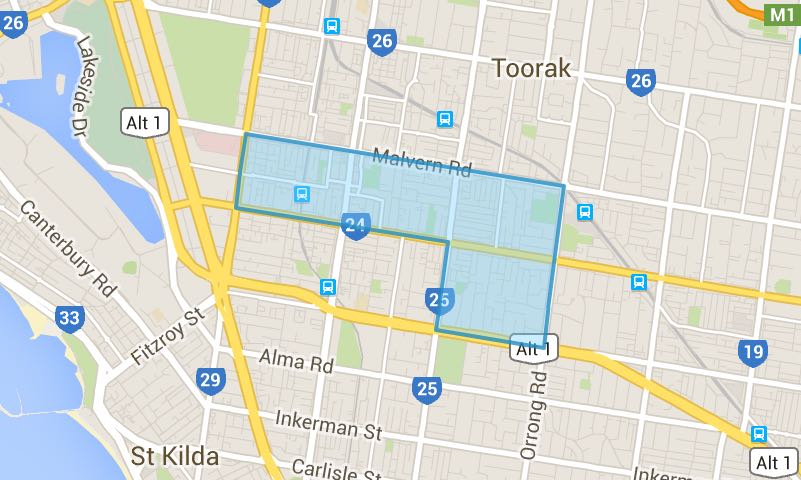 26
M1
26
Toorak
26
Lakeside Dr
Alt 1
Malvern Rd
24
Canterbury Rd
25
33
Fitzroy St
Alt 1
19
Alma Rd
29
25
Orrong Rd
Inkerman St
St Kilda
Carlisle St
Inkerm
Alt 1